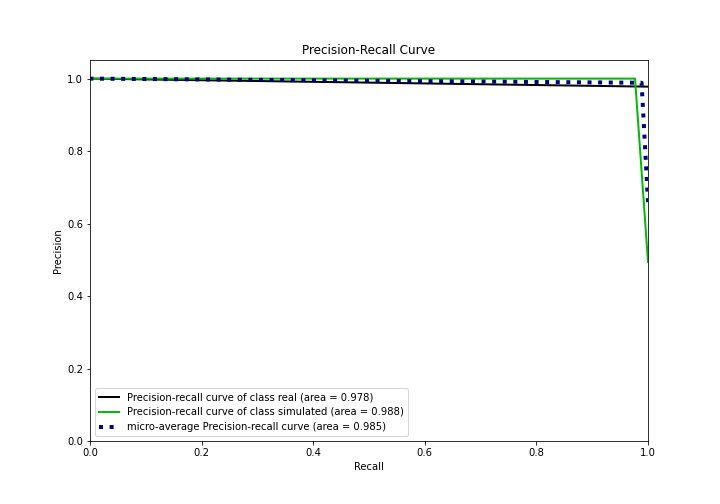 Precision-Recall Curve
1.0
0.8
0.6
0.4
0.2
0.0
Precision
Precision-recall curve of class real (area = 0.978)
Precision-recall curve of class simulated (area = 0.988)
micro-average Precision-recall curve (area = 0.985)
0.0 0.2 0.4 0.6 0.8 1.0
Recall